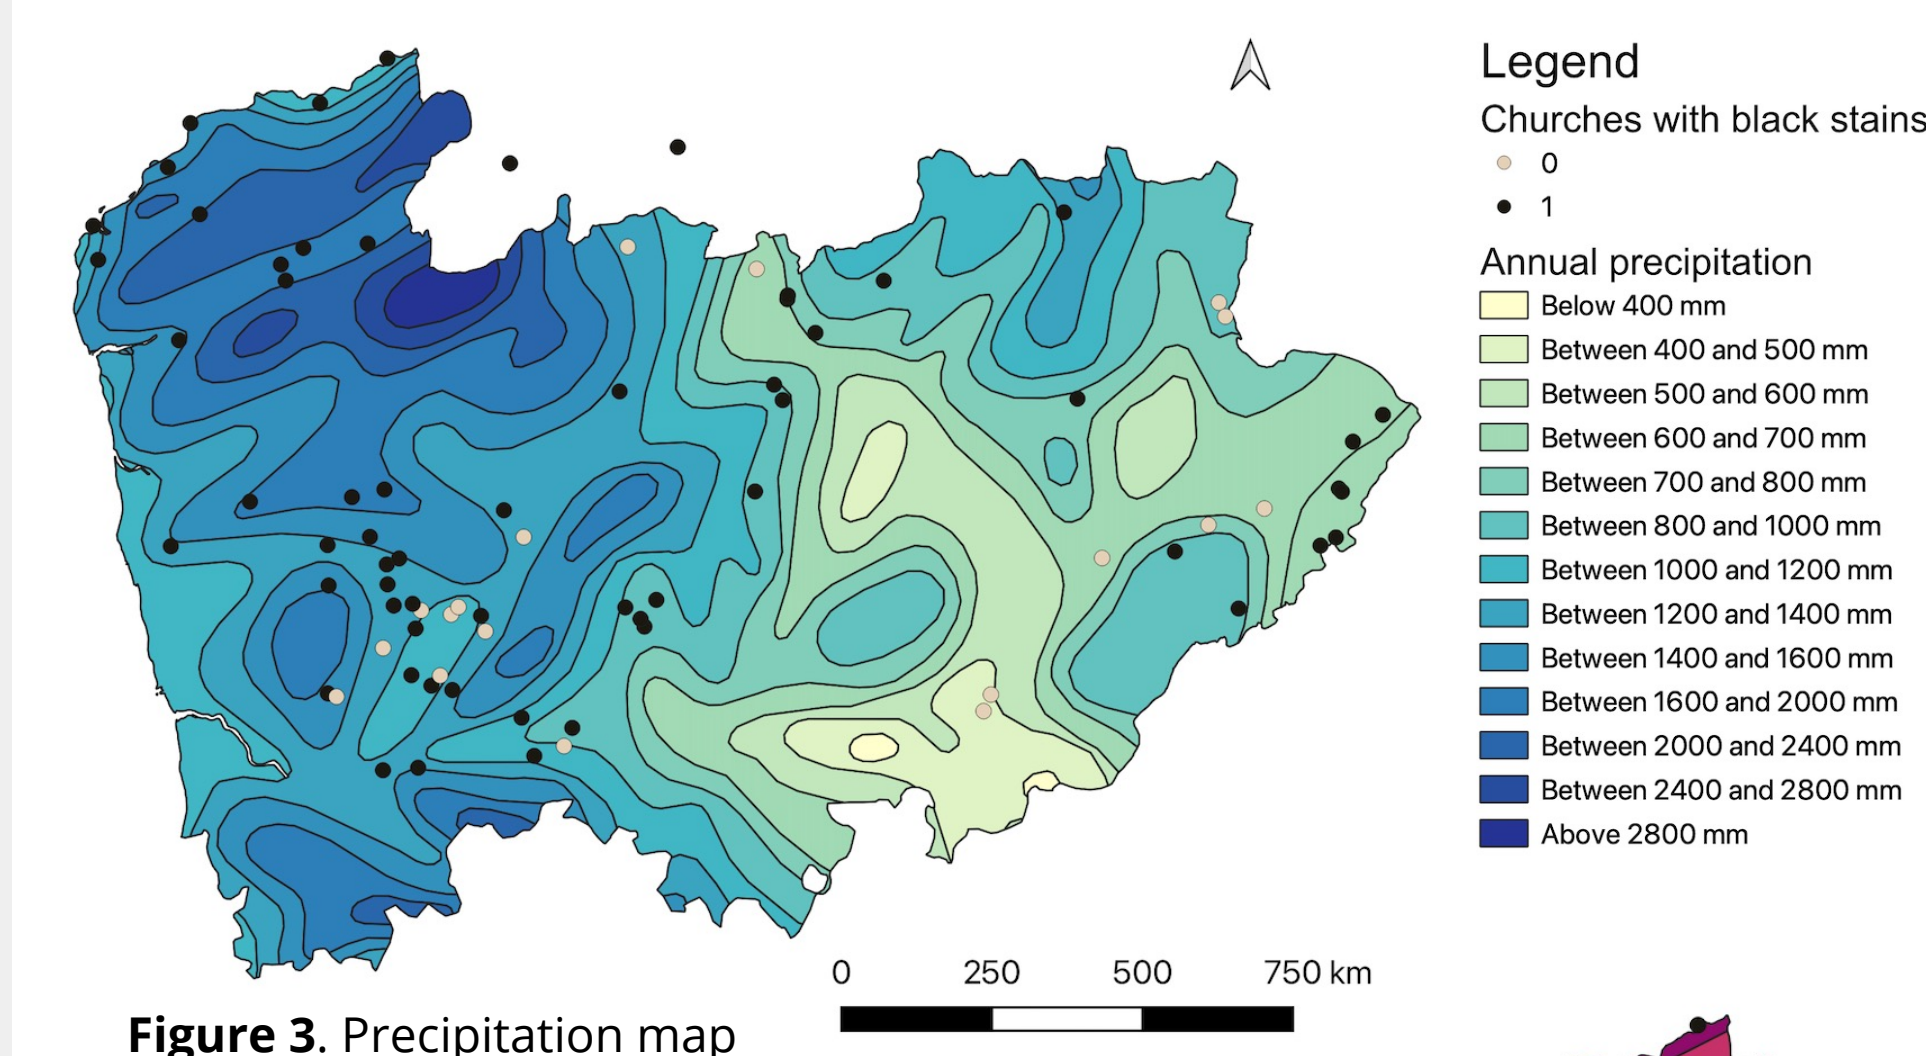 Legend
Churches with black stains
0
1
Annual precipitation
Below 400 mm
Between 400 and 500 mm
Between 500 and 600 mm
Between 600 and 700 mm
Between 700 and 800 mm
Between 800 and 1000 mm
Between 1000 and 1200 mm
Between 1200 and 1400 mm
Between 1400 and 1600 mm
Between 1600 and 2000 mm
Between 2000 and 2400 mm
Between 2400 and 2800 mm
Above 2800 mm
0 250 500 750 km
Figure 3. Precipitation map